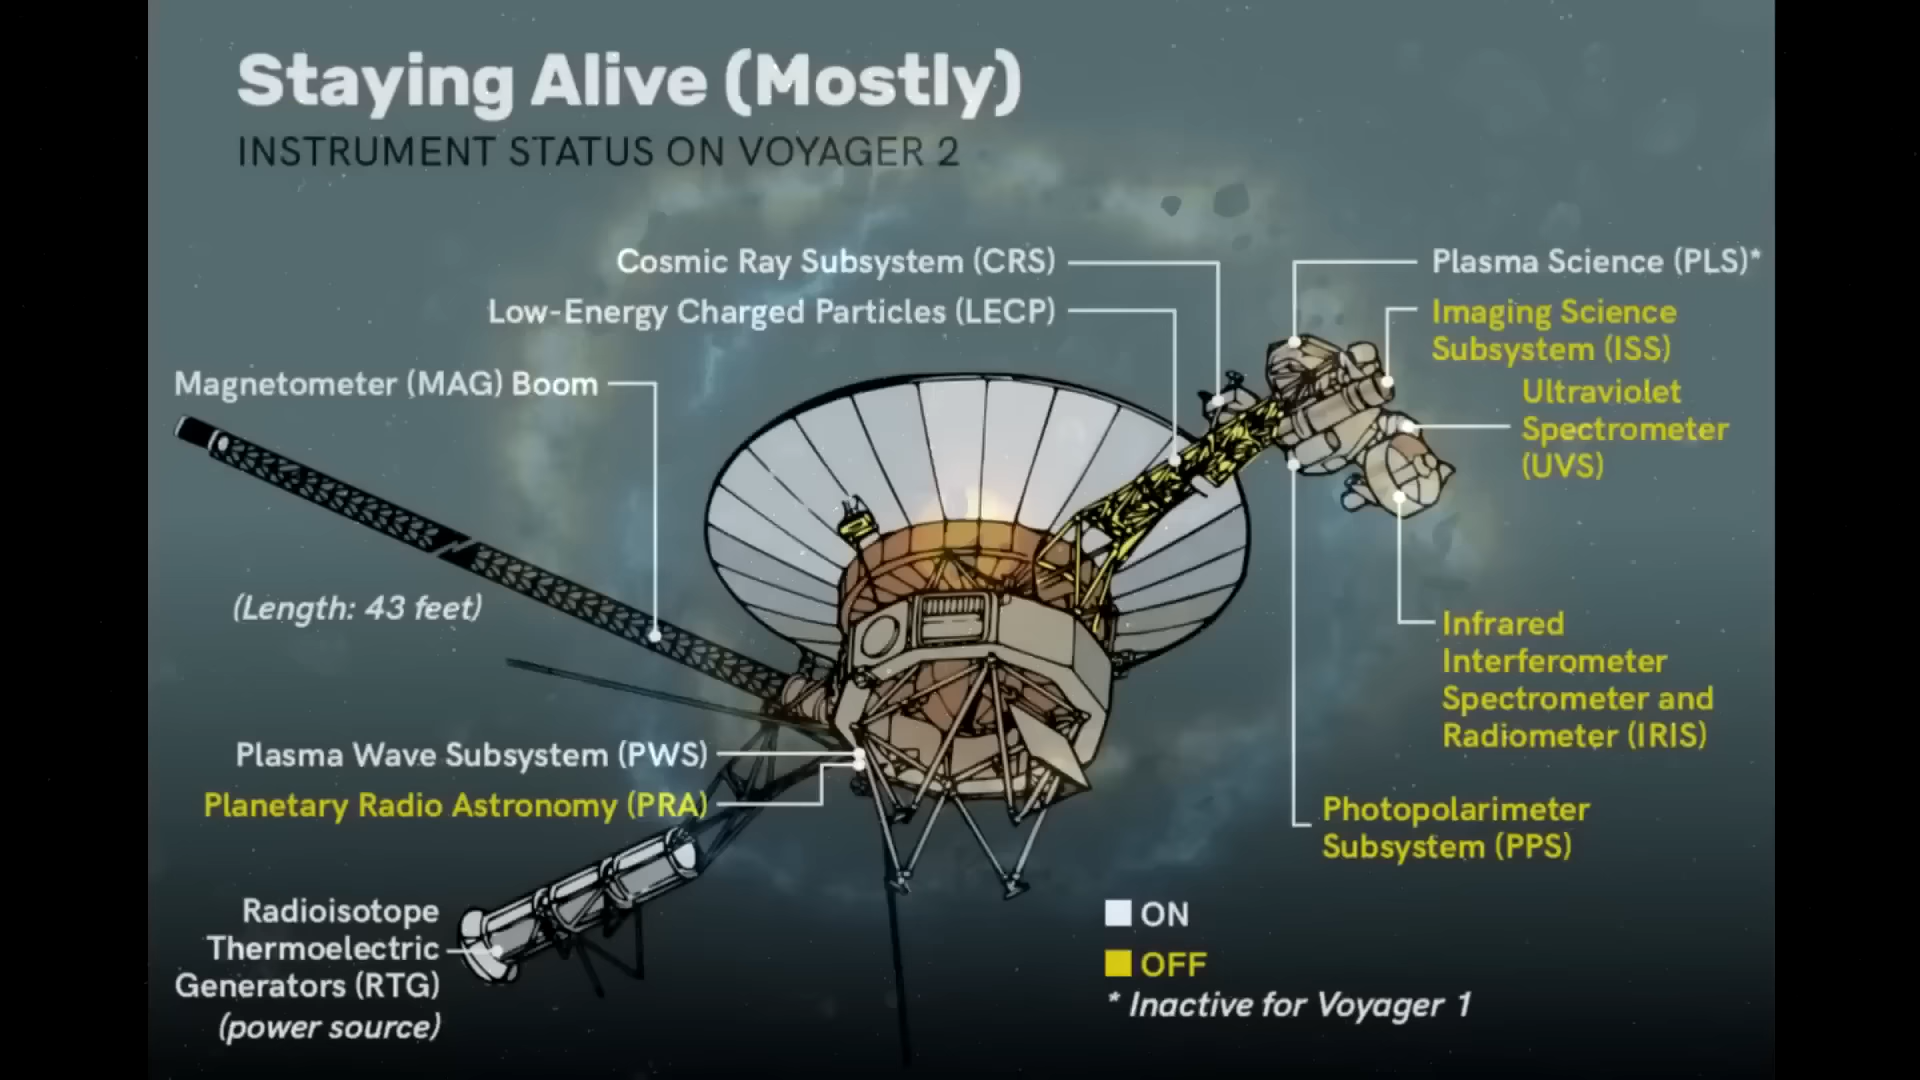 Staying Alive (Mostly)
INSTRUMENT STATUS ON VOYAGER 2
Cosmic Ray Subsystem (CRS)
Low-Energy Charged Particles (LECP)
Magnetometer (MAG) Boom
(Length: 43 feet)
Plasma Wave Subsystem (PWS)
Planetary Radio Astronomy (PRA)
Radioisotope
Thermoelectric
Generators (RTG)
(power source)
Plasma Science (PLS)*
Imaging Science
Subsystem (ISS)
Ultraviolet
Spectrometer
(UVS)
Infrared
Interferometer
Spectrometer and
Radiometer (IRIS)
Photopolarimeter
Subsystem (PPS)
ON
OFF
* Inactive for Voyager 1